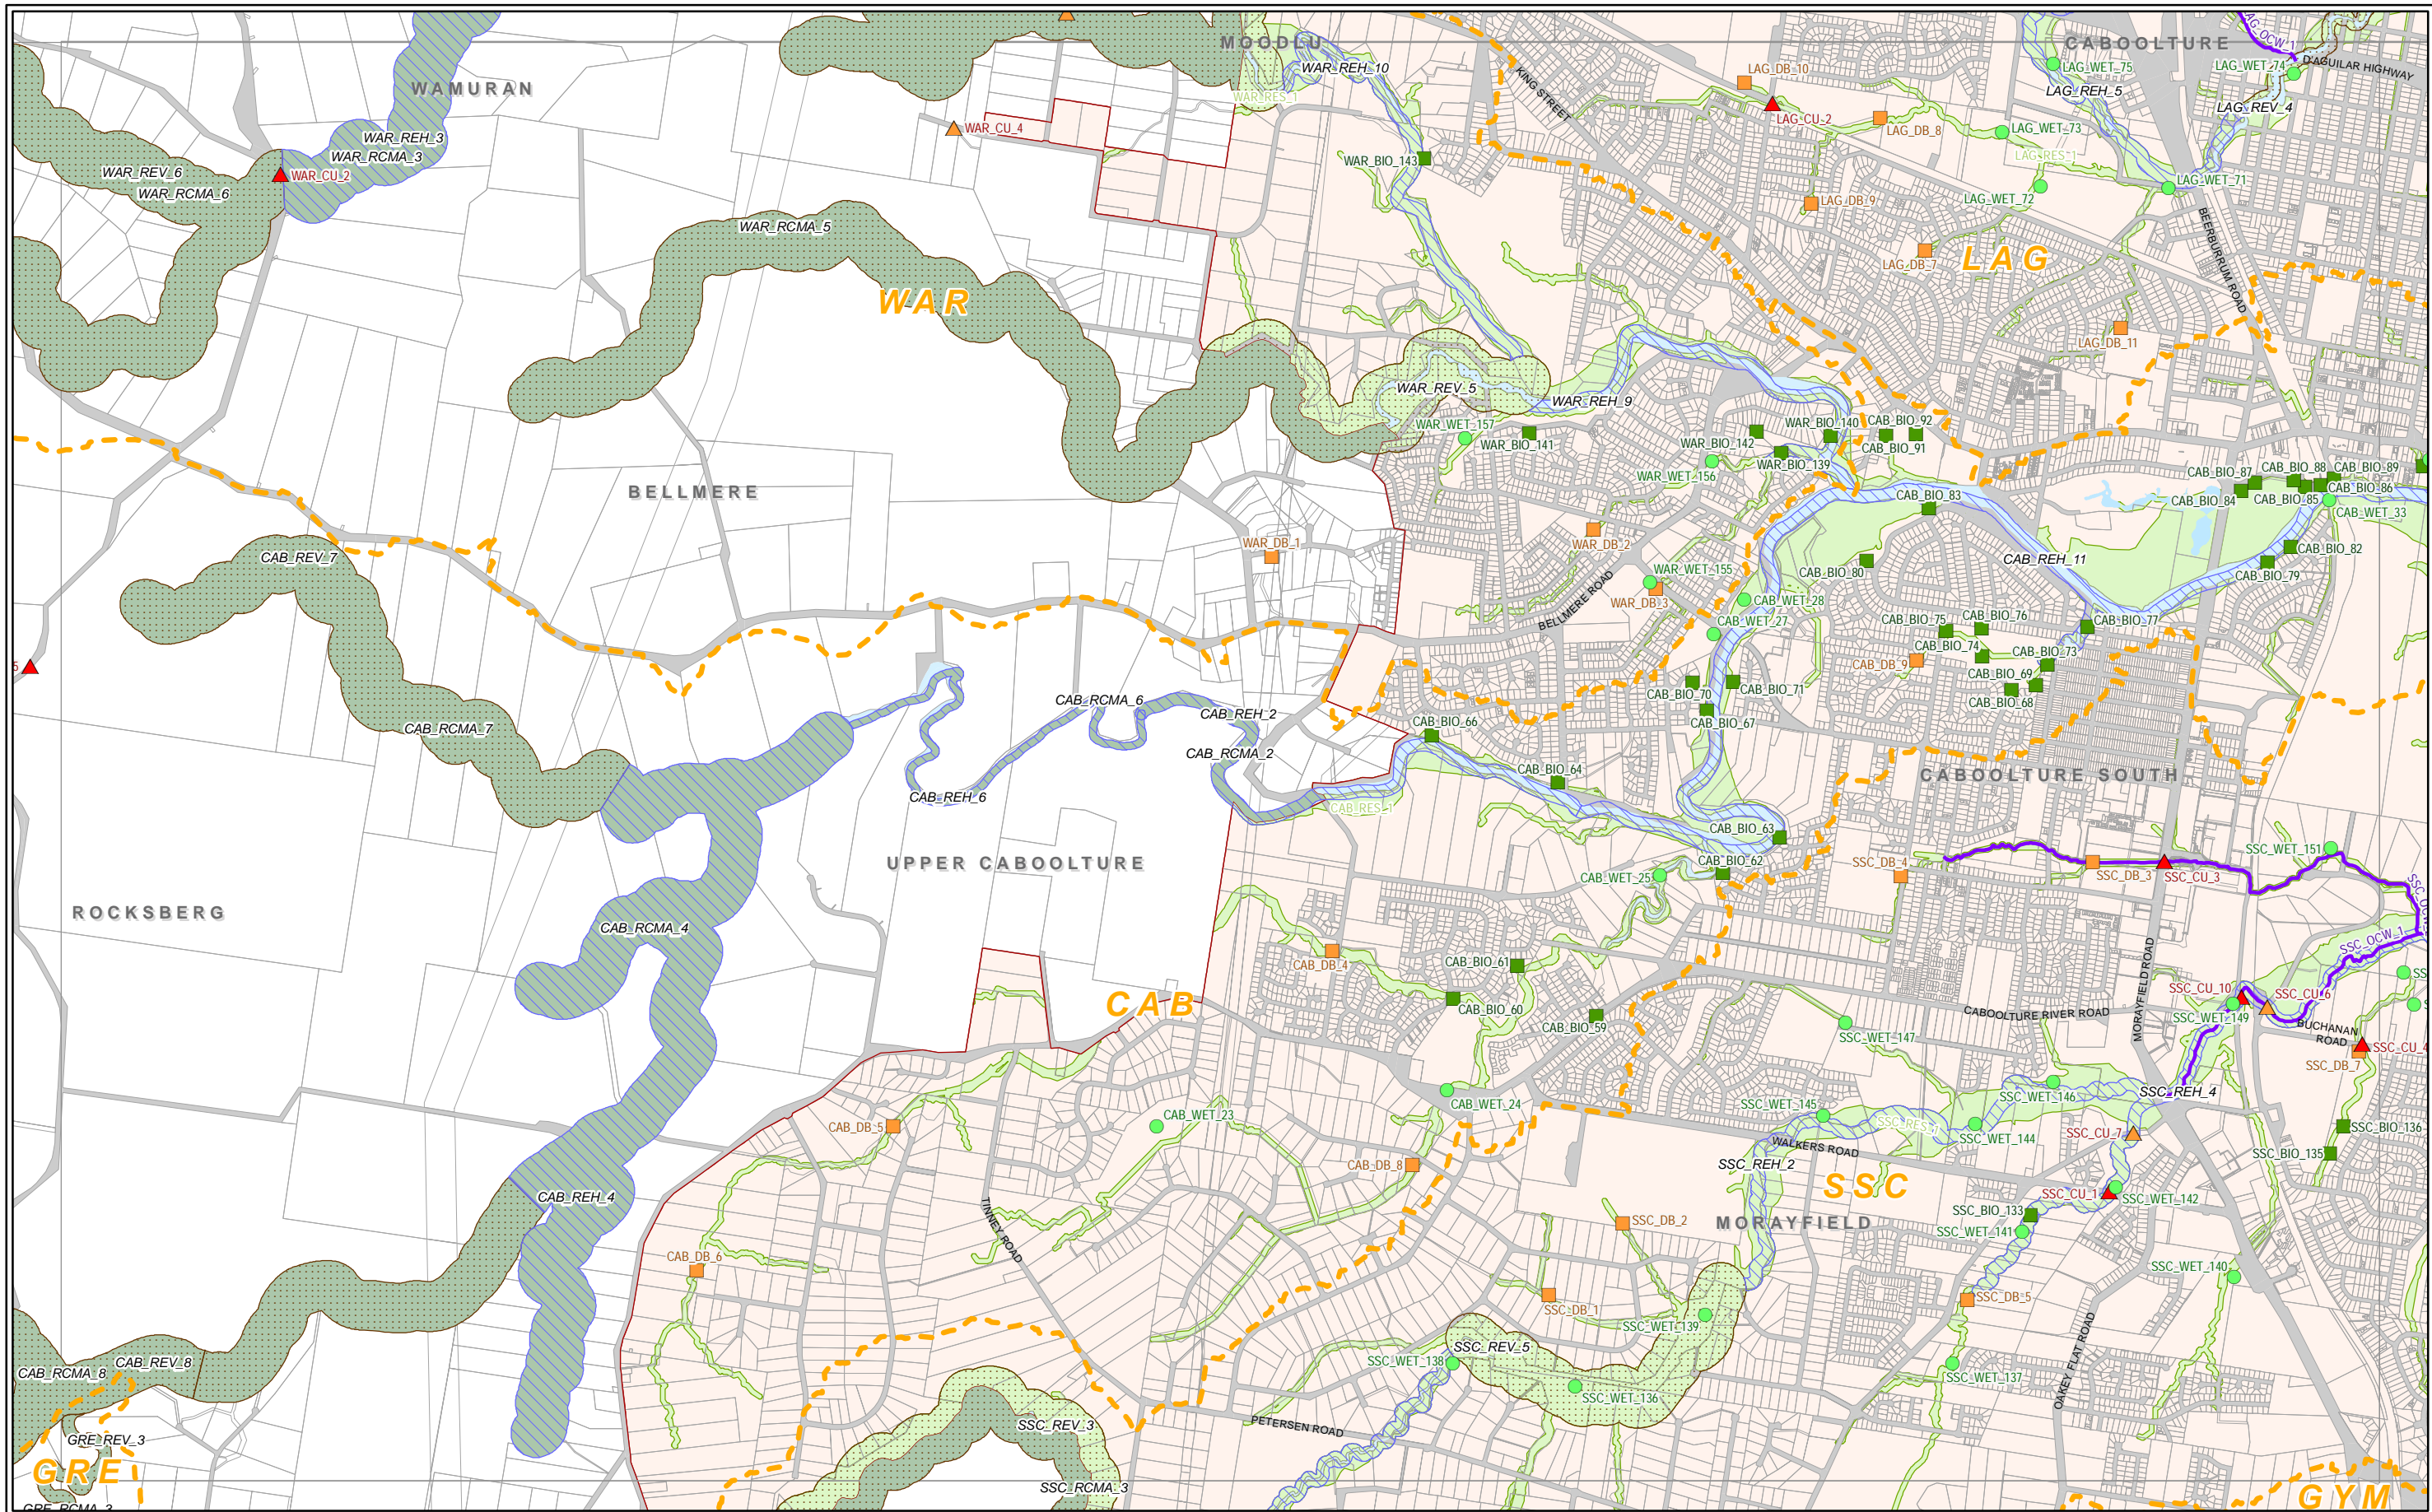 MOODLU
CABOOLTURE
LAG_OCW_1
D'AGUILAR HIGHWAY
LAG_WET_74
LAG_WET_75
WAR_REH_10
WAMURAN
WAR_RES_1
KING STREET
LAG_DB_10
LAG_REH_5
LAG_REV_4
LAG_CU_2
LAG_DB_8
LAG_WET_73
WAR_CU_4
WAR_REH_3
WAR_RCMA_3
WAR_BIO_143
LAG_RES_1
WAR_REV_6
WAR_CU_2
WAR_RCMA_6
LAG_WET_71
LAG_WET_72
LAG_DB_9
WAR_RCMA_5
BEERBURRUM ROAD
LAG_DB_7
LAG
WAR
LAG_DB_11
WAR_REV_5
WAR_REH_9
WAR_WET_157
WAR_BIO_141
WAR_BIO_142
WAR_BIO_140
CAB_BIO_92
CAB_BIO_91
WAR_BIO_139
WAR_WET_156
CAB_BIO_87
CAB_BIO_88
CAB_BIO_89
CAB_BIO_86
CAB_BIO_84
CAB_BIO_85
CAB_WET_33
BELLMERE
CAB_BIO_83
WAR_DB_1
WAR_DB_2
CAB_REV_7
CAB_REH_11
CAB_BIO_82
CAB_BIO_80
CAB_BIO_79
WAR_WET_155
BELLMERE ROAD
WAR_DB_3
CAB_WET_28
CAB_WET_27
CAB_BIO_75
CAB_BIO_76
CAB_BIO_77
CAB_BIO_74
CAB_BIO_73
5
CAB_DB_9
CAB_BIO_69
CAB_BIO_70
CAB_BIO_71
CAB_BIO_68
CAB_RCMA_6
CAB_REH_2
CAB_BIO_66
CAB_BIO_67
CAB_RCMA_7
CAB_RCMA_2
CAB_BIO_64
CABOOLTURE SOUTH
CAB_REH_6
CAB_RES_1
CAB_BIO_63
UPPER CABOOLTURE
CAB_BIO_62
SSC_DB_4
SSC_WET_151
CAB_WET_25
SSC_DB_3
SSC_CU_3
ROCKSBERG
CAB_RCMA_4
SSC_OCW_1
CAB_DB_4
CAB_BIO_61
MORAYFIELD ROAD
SSC_CU_10
SSC_CU_6
CAB
CAB_BIO_60
CAB_BIO_59
CABOOLTURE RIVER ROAD
SSC_WET_149
BUCHANAN
ROAD
SSC_WET_147
SSC_CU_4
SSC_DB_7
CAB_WET_24
SSC_REH_4
SSC_WET_146
SSC_WET_145
CAB_DB_5
CAB_WET_23
SSC_RES_1
SSC_WET_144
SSC_CU_7
SSC_BIO_136
WALKERS ROAD
SSC_BIO_135
CAB_DB_8
SSC_REH_2
CAB_REH_4
SSC
SSC_CU_1
SSC_WET_142
SSC_BIO_133
TINNEY ROAD
SSC_DB_2
MORAYFIELD
SSC_WET_141
CAB_DB_6
SSC_WET_140
SSC_DB_5
SSC_DB_1
SSC_WET_139
OAKEY FLAT ROAD
SSC_REV_5
SSC_WET_138
CAB_REV_8
CAB_RCMA_8
SSC_WET_137
SSC_WET_136
PETERSEN ROAD
SSC_REV_3
GRE_REV_3
GRE
SSC_RCMA_3
GRE_RCMA_3
GYM